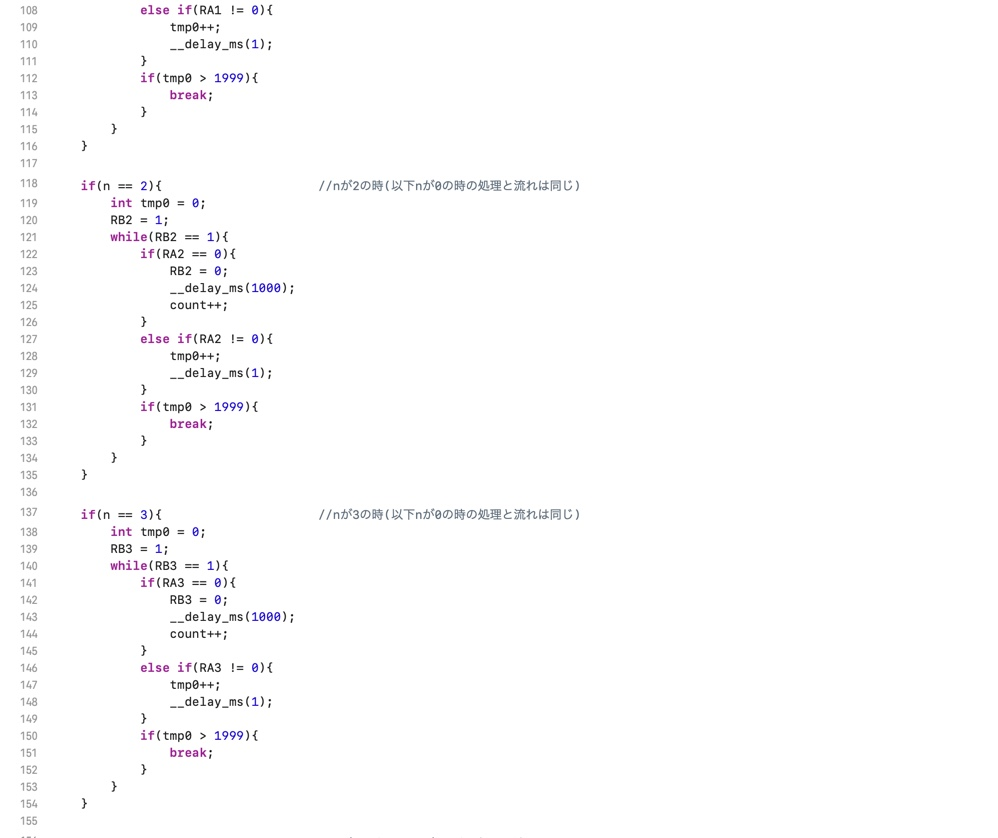 108 else if(RA1 != 0){
109 tmp0++;
110 __delay_ms(1);
111 }
112 if(tmp0 > 1999){
113 break;
114 }
115 }
116 }
117
118 if(n == 2){ //nが2の時(以下nが0の時の処理と流れは同じ)
119 int tmp0 = 0;
120 RB2 = 1;
121 while(RB2 == 1){
122 if(RA2 == 0){
123 RB2 = 0;
124 __delay_ms(1000);
125 count++;
126 }
127 else if(RA2 != 0){
128 tmp0++;
129 __delay_ms(1);
130 }
131 if(tmp0 > 1999){
132 break;
133 }
134 }
135 }
136
137 if(n == 3){ //nが3の時(以下nが0の時の処理と流れは同じ)
138 int tmp0 = 0;
139 RB3 = 1;
140 while(RB3 == 1){
141 if(RA3 == 0){
142 RB3 = 0;
143 __delay_ms(1000);
144 count++;
145 }
146 else if(RA3 != 0){
147 tmp0++;
148 __delay_ms(1);
149 }
150 if(tmp0 > 1999){
151 break;
152 }
153 }
154 }
155